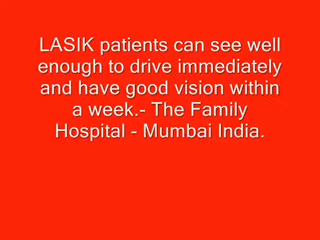 LASIK patients can see well
enough to drive immediately
and have good vision within
a week.- The Family
Hospital - Mumbai India.